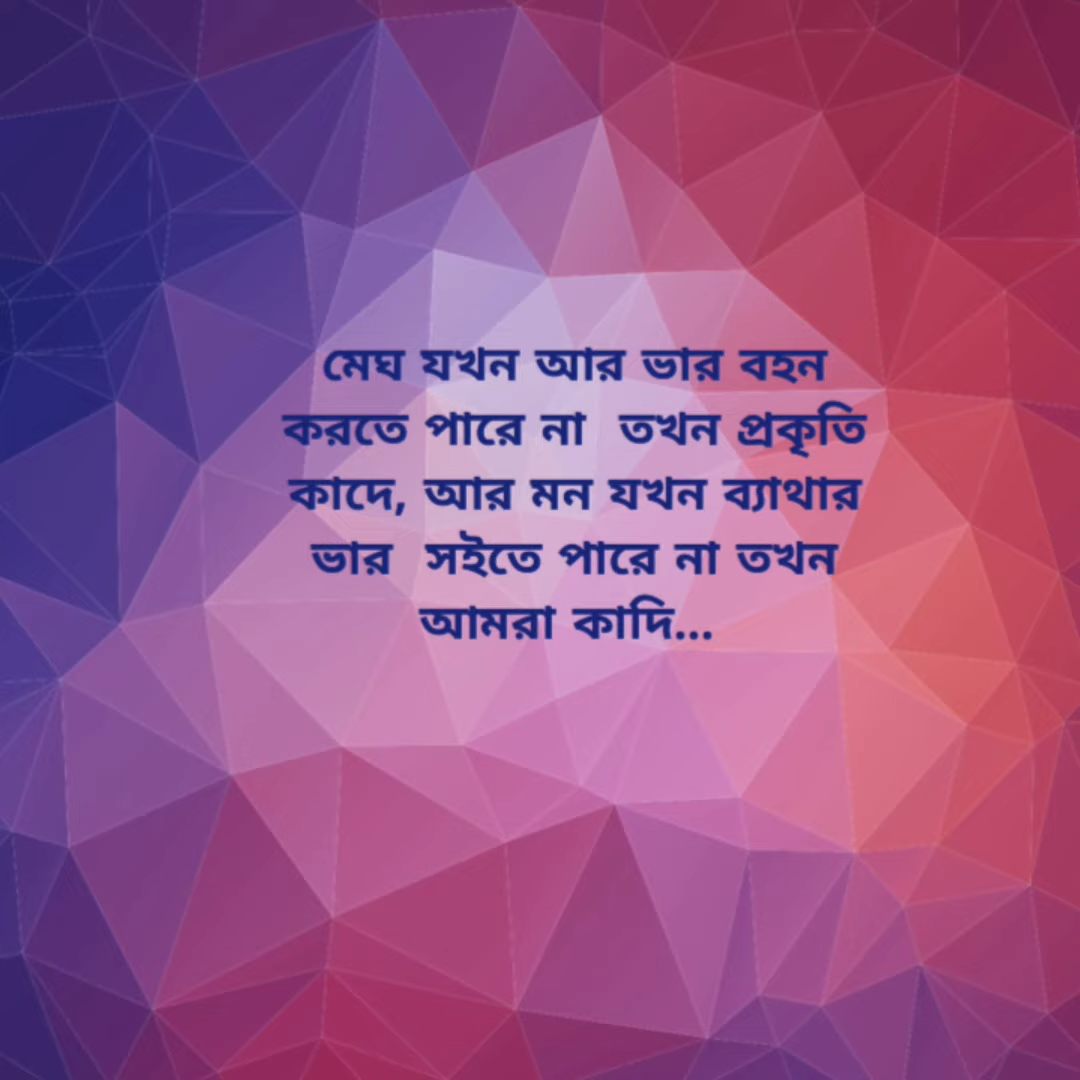 মেঘ যখন আর ভার বহন
করতে পারে না তখন প্রকৃতি
কাদে, আর মন যখন ব্যাথার
ভার সইতে পারে না তখন
আমরা কাদি...